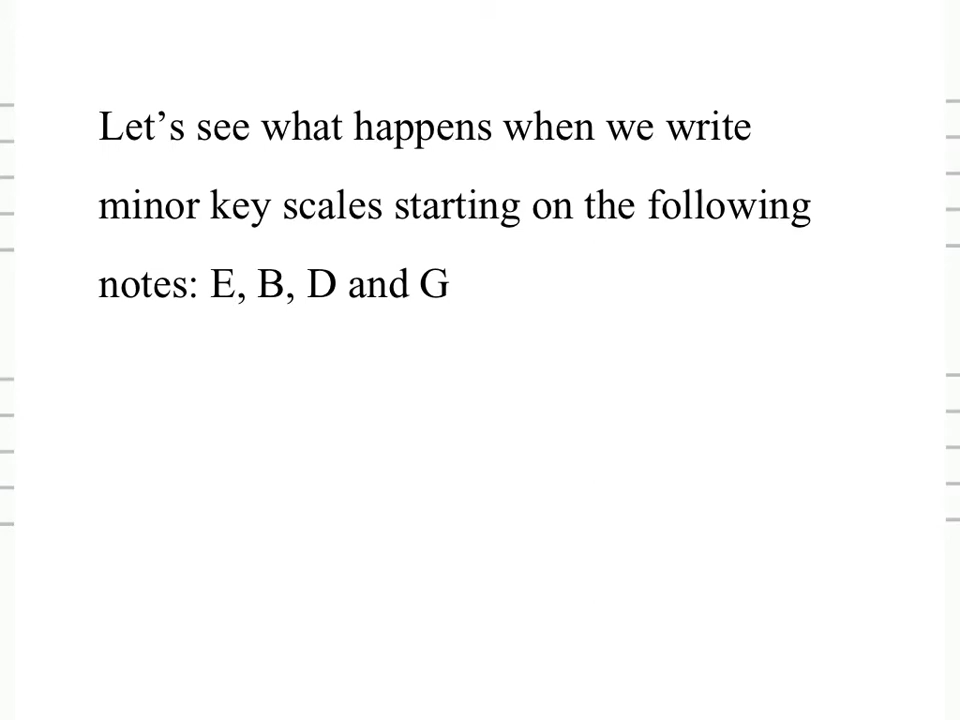 Let’s see what happens when we write
minor key scales starting on the following
notes: E, B, D and G